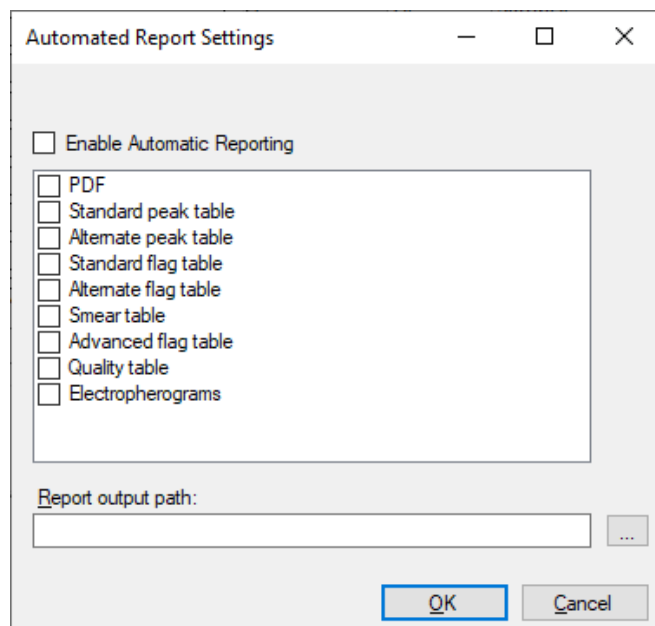 Automated Report Settings
Enable Automatic Reporting
PDF
Standard peak table
Alternate peak table
Standard flag table
Alternate flag table
Smear table
Advanced flag table
Quality table
Electropherograms
Report output path:
...
OK
Cancel